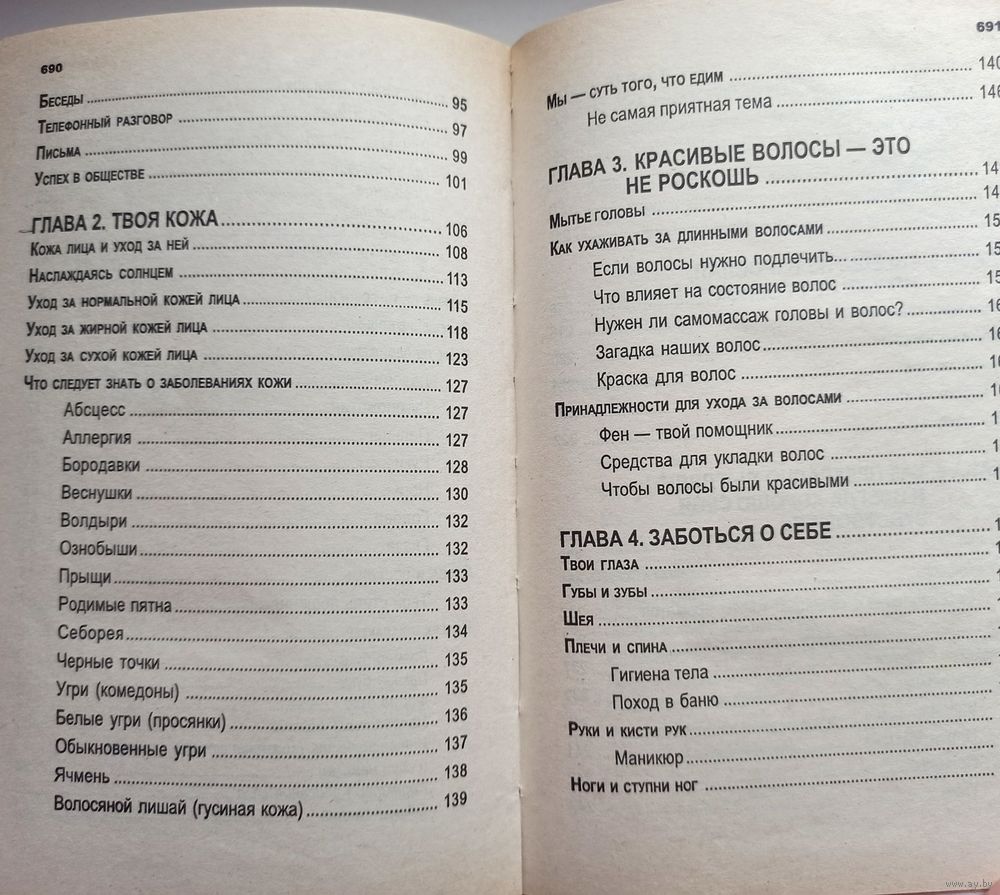 690
Беседы ........ 95
Телефонный разговор ........ 97
Письма ........ 99
Успех в обществе ........ 101
ГЛАВА 2. ТВОЯ КОЖА ........ 106
Кожа лица и уход за ней ........ 108
Наслаждаясь солнцем ........ 113
Уход за нормальной кожей лица ........ 115
Уход за жирной кожей лица ........ 118
Уход за сухой кожей лица ........ 123
Что следует знать о заболеваниях кожи ........ 127
Абсцесс ........ 127
Аллергия ........ 127
Бородавки ........ 128
Веснушки ........ 130
Волдыри ........ 132
Ознобыши ........ 132
Прыщи ........ 133
Родимые пятна ........ 133
Себорея ........ 134
Черные точки ........ 135
Угри (комедоны) ........ 135
Белые угри (просянки) ........ 136
Обыкновенные угри ........ 137
Ячмень ........ 138
Волосяной лишай (гусиная кожа) ........ 139
691
Мы — суть того, что едим ........ 140
Не самая приятная тема ........ 146
ГЛАВА 3. КРАСИВЫЕ ВОЛОСЫ — ЭТО
НЕ РОСКОШЬ ........
Мытье головы ........
Как ухаживать за длинными волосами ........
Если волосы нужно подлечить... ........
Что влияет на состояние волос ........
Нужен ли самомассаж головы и волос? ........
Загадка наших волос ........
Краска для волос ........
Принадлежности для ухода за волосами ........
Фен — твой помощник ........
Средства для укладки волос ........
Чтобы волосы были красивыми ........
ГЛАВА 4. ЗАБОТЬСЯ О СЕБЕ ........
Твои глаза ........
Губы и зубы ........
Шея ........
Плечи и спина ........
Гигиена тела ........
Поход в баню ........
Руки и кисти рук ........
Маникюр ........
Ноги и ступни ног ........
www.ay.by